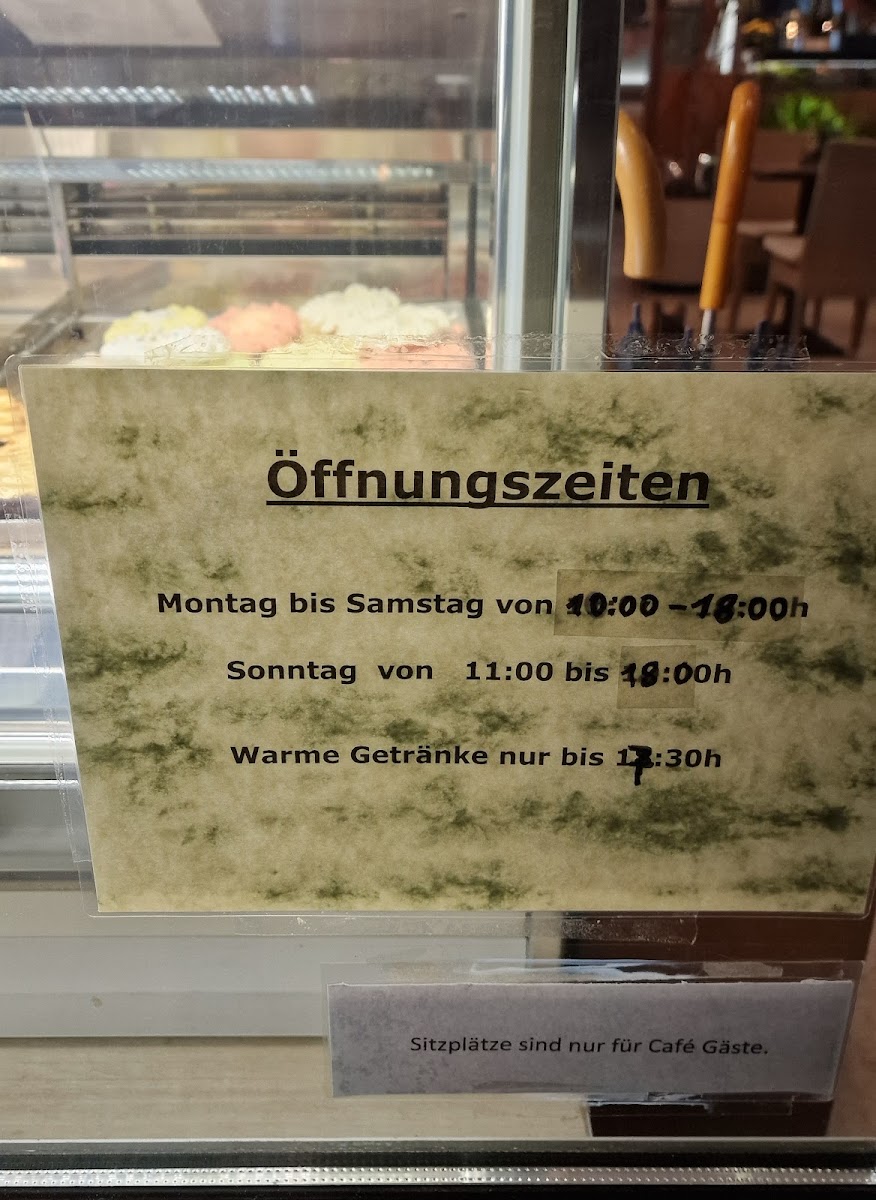 Öffnungszeiten
Montag bis Samstag von 10:00 - 18:00h
Sonntag von 11:00 bis 18:00h
Warme Getränke nur bis 17:30h
Sitzplätze sind nur für Café Gäste.